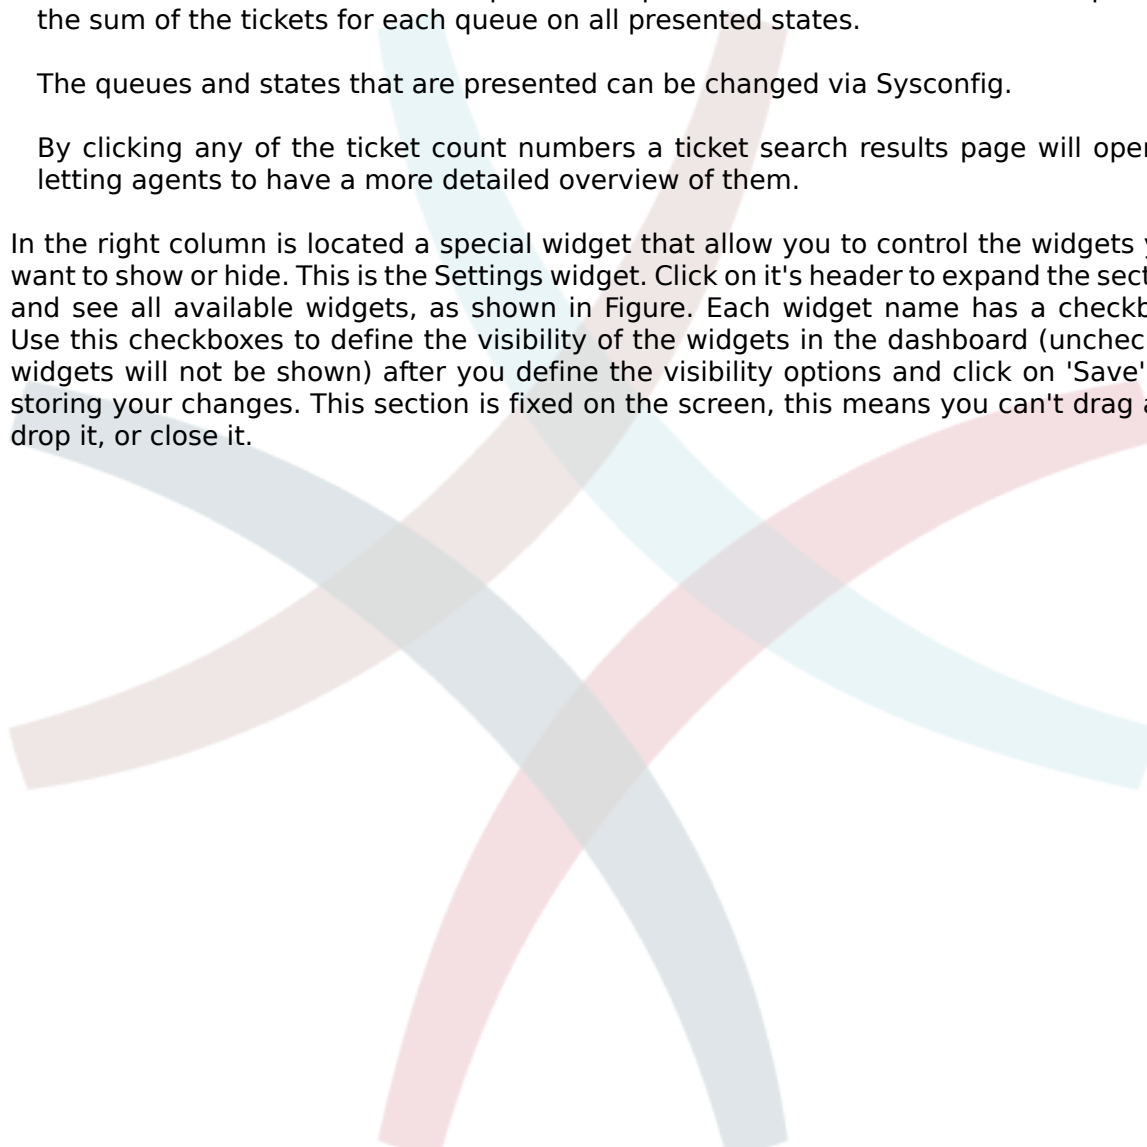 the sum of the tickets for each queue on all presented states.
The queues and states that are presented can be changed via Sysconfig.
By clicking any of the ticket count numbers a ticket search results page will open
letting agents to have a more detailed overview of them.
In the right column is located a special widget that allow you to control the widgets
want to show or hide. This is the Settings widget. Click on it's header to expand the
and see all available widgets, as shown in Figure. Each widget name has a
Use this checkboxes to define the visibility of the widgets in the dashboard
widgets will not be shown) after you define the visibility options and click on 'Save'
storing your changes. This section is fixed on the screen, this means you can't drag
drop it, or close it.